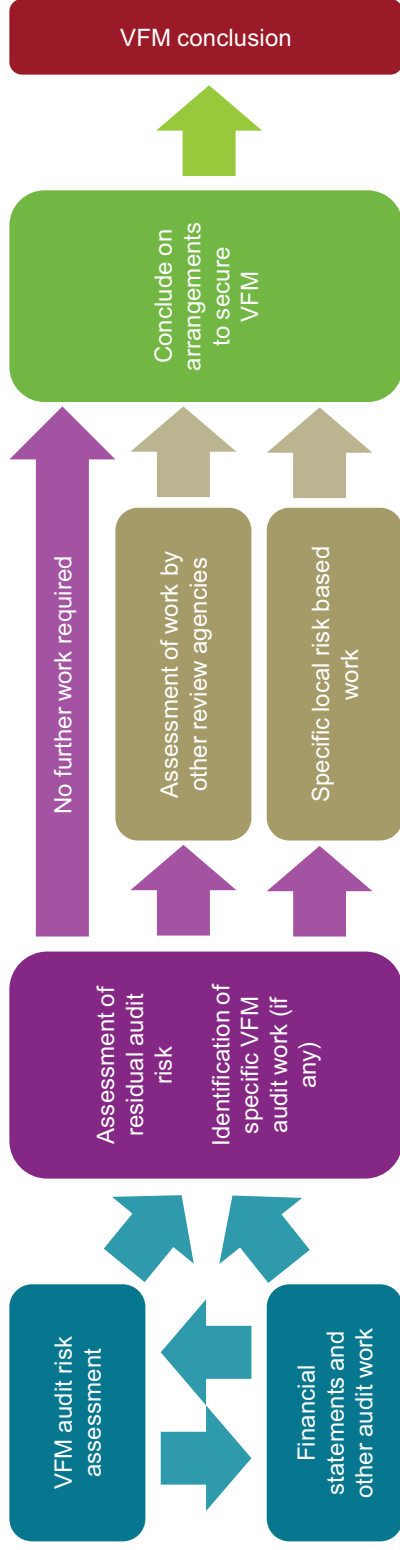 VFM audit risk
assessment
Financial
statements and
other audit work
Assessment of
residual audit
risk
Identification of
specific VFM
audit work (if
any)
No further work required
Assessment of work by
other review agencies
Specific local risk based
work
Conclude on
arrangements
to secure
VFM
VFM conclusion